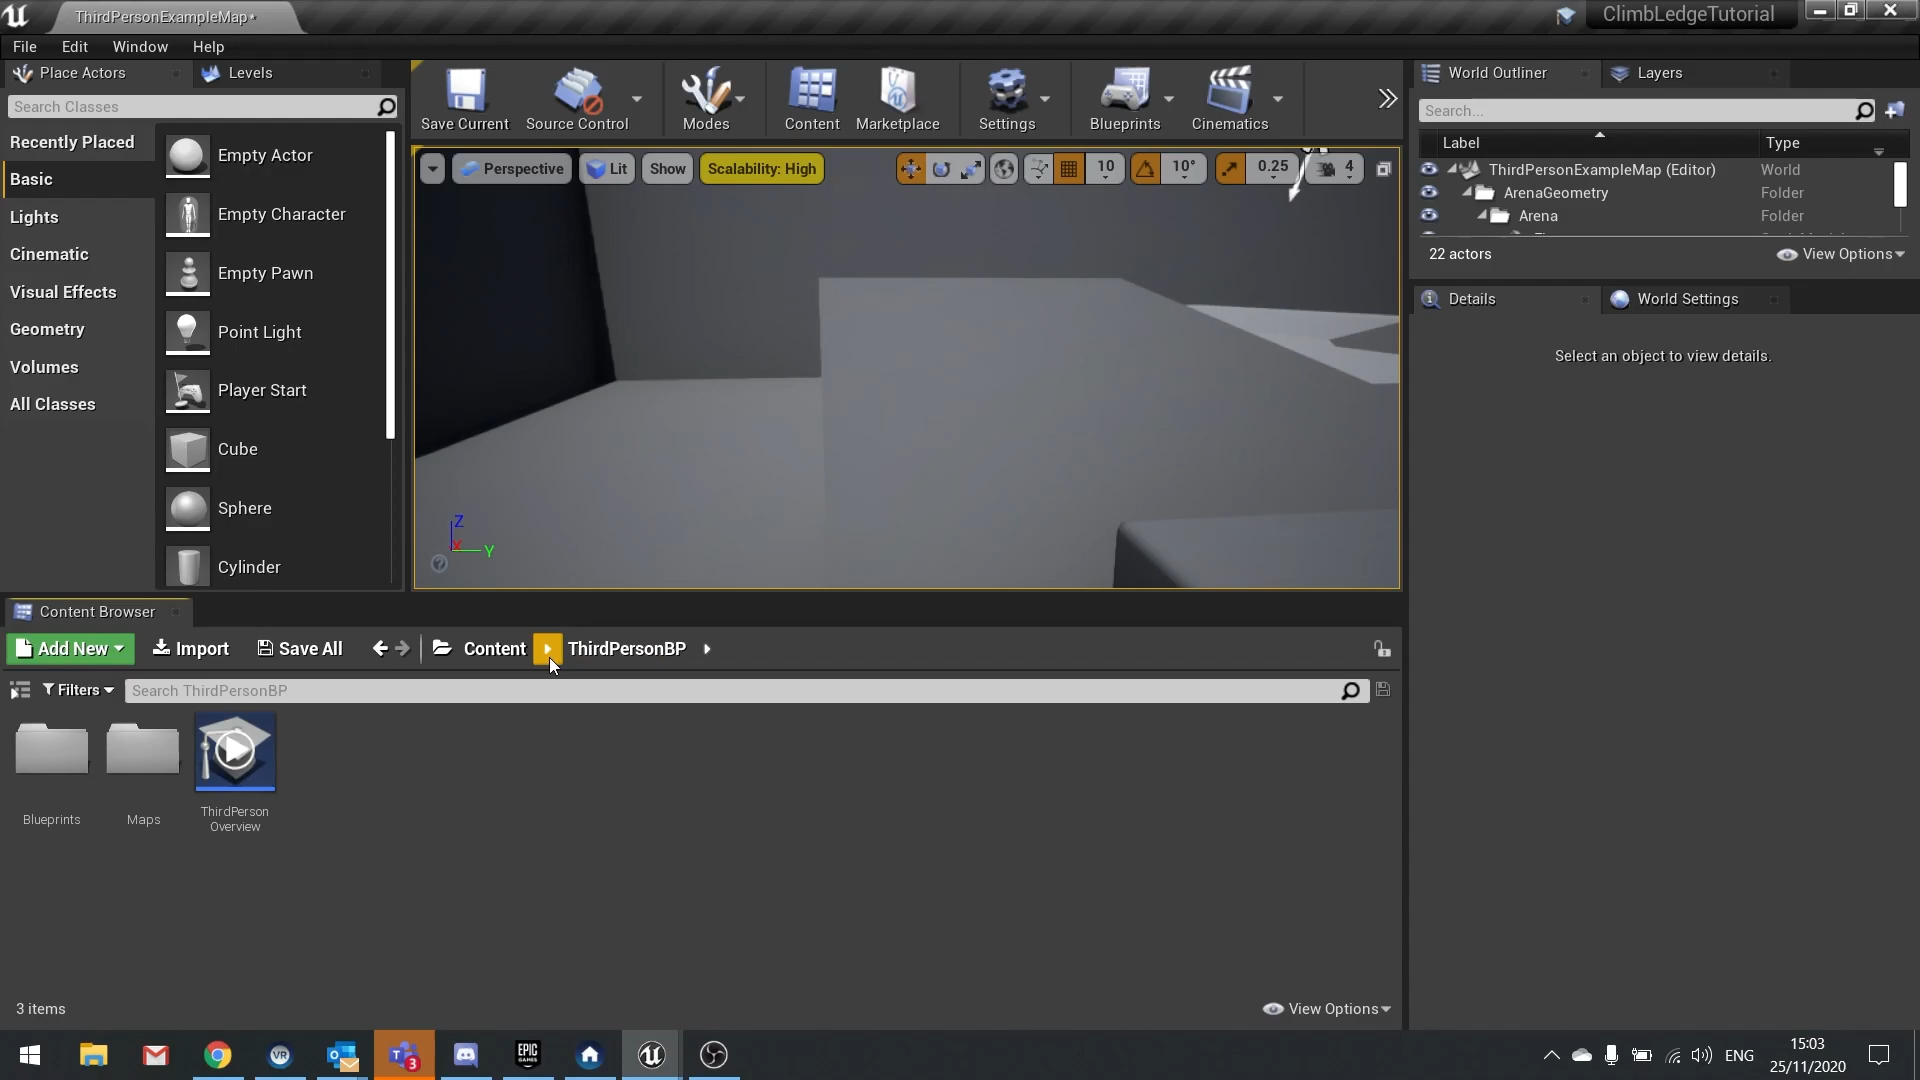 ThirdPersonExampleMap*
ClimbLedgeTutorial
File Edit Window Help
Place Actors
Levels
Search Classes
Recently Placed
Basic
Lights
Cinematic
Visual Effects
Geometry
Volumes
All Classes
Empty Actor
Empty Character
Empty Pawn
Point Light
Player Start
Cube
Sphere
Cylinder
Save Current
Source Control
Modes
Content
Marketplace
Settings
Blueprints
Cinematics
Perspective
Lit
Show
Scalability: High
10
10°
0.25
4
Z
X
Y
World Outliner
Layers
Search...
Label
Type
ThirdPersonExampleMap (Editor) World
ArenaGeometry Folder
Arena Folder
22 actors
View Options
Details
World Settings
Select an object to view details.
Content Browser
Add New
Import
Save All
Content
ThirdPersonBP
Filters
Search ThirdPersonBP
Blueprints
Maps
ThirdPerson
Overview
3 items
View Options
VR
3
EPIC
GAMES
ENG
15:03
25/11/2020